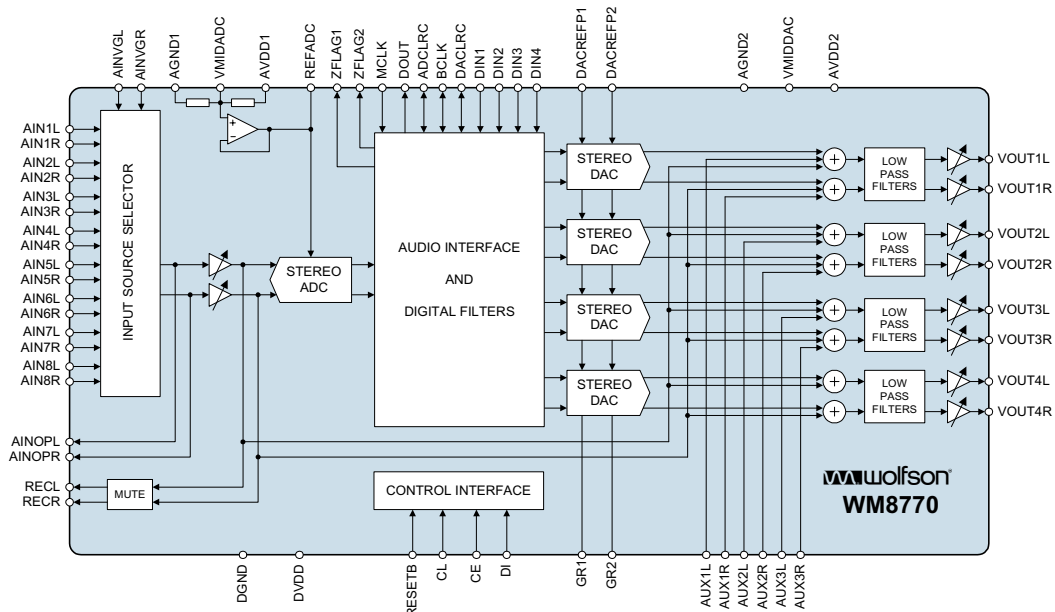 AINVGL
AINVGR
AGND1
VMIDADC
AVDD1
REFADC
ZFLAG1
ZFLAG2
MCLK
DOUT
ADCLRC
BCLK
DACLRC
DIN1
DIN2
DIN3
DIN4
DACREFP1
DACREFP2
AGND2
VMIDDAC
AVDD2
AIN1L
AIN1R
AIN2L
AIN2R
AIN3L
AIN3R
AIN4L
AIN4R
AIN5L
AIN5R
AIN6L
AIN6R
AIN7L
AIN7R
AIN8L
AIN8R
AINOPL
AINOPR
RECL
RECR
INPUT SOURCE SELECTOR
+
−
STEREO
ADC
MUTE
AUDIO INTERFACE
AND
DIGITAL FILTERS
CONTROL INTERFACE
STEREO
DAC
STEREO
DAC
STEREO
DAC
STEREO
DAC
+
+
+
+
+
+
+
+
LOW
PASS
FILTERS
LOW
PASS
FILTERS
LOW
PASS
FILTERS
LOW
PASS
FILTERS
VOUT1L
VOUT1R
VOUT2L
VOUT2R
VOUT3L
VOUT3R
VOUT4L
VOUT4R
wolfson®
WM8770
DGND
DVDD
RESETB
CL
CE
DI
GR1
GR2
AUX1L
AUX1R
AUX2L
AUX2R
AUX3L
AUX3R